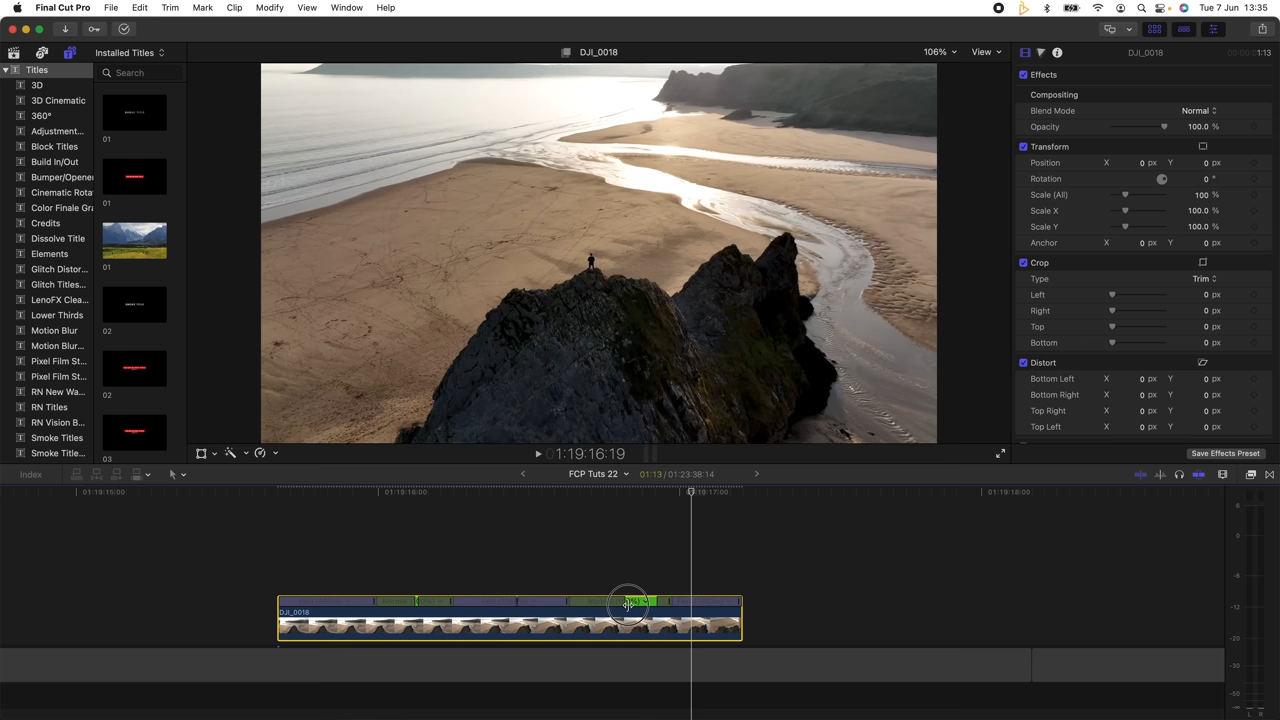 Final Cut Pro File Edit Trim Mark Clip Modify View Window Help Tue 7 Jun 13:35
Installed Titles DJI_0018 106% View DJI_0018 1:13
Titles
Search
3D
3D Cinematic
360°
Adjustment...
Block Titles
Build In/Out
Bumper/Opener
Cinematic Rota
Color Finale Gra
Credits
Dissolve Title
Elements
Glitch Distor...
Glitch Titles...
LenoFX Clea...
Lower Thirds
Motion Blur
Motion Blur...
Pixel Film St...
Pixel Film St...
RN New Wa...
RN Titles
RN Vision B...
Smoke Titles
Smoke Title...
01
01
01
02
02
03
Effects
Compositing
Blend Mode Normal
Opacity 100.0 %
Transform
Position X 0 px Y 0 px
Rotation 0 °
Scale (All) 100 %
Scale X 100.0 %
Scale Y 100.0 %
Anchor X 0 px Y 0 px
Crop
Type Trim
Left 0 px
Right 0 px
Top 0 px
Bottom 0 px
Distort
Bottom Left X 0 px Y 0 px
Bottom Right X 0 px Y 0 px
Top Right X 0 px Y 0 px
Top Left X 0 px Y 0 px
Save Effects Preset
01:19:16:19
Index FCP Tuts 22 01:13 / 01:23:38:14
01:19:15:00 01:19:16:00 01:19:17:00 01:19:18:00
DJI_0018
6
0
-6
-12
-20
-30
-50
L R